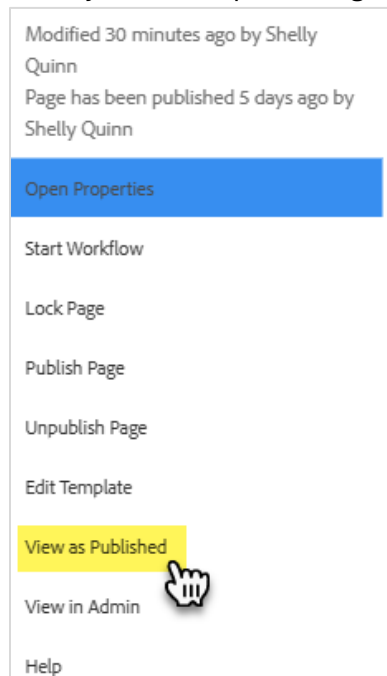 Modified 30 minutes ago by Shelly
Quinn
Page has been published 5 days ago by
Shelly Quinn
Open Properties
Start Workflow
Lock Page
Publish Page
Unpublish Page
Edit Template
View as Published
View in Admin
Help